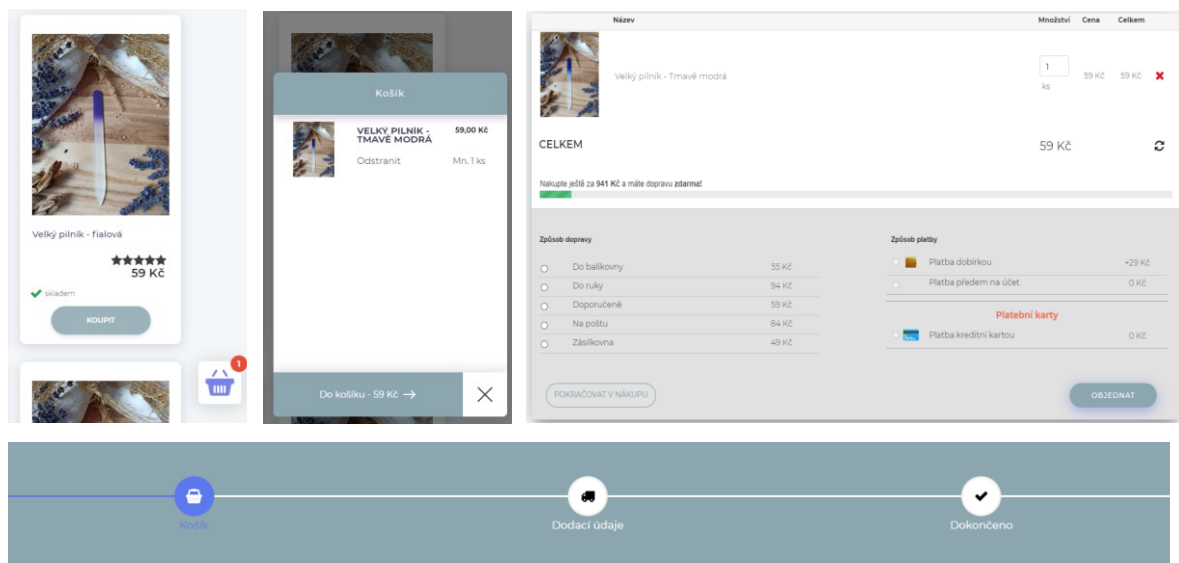 Velký pilník - fialová
59 Kč
skladem
KOUPIT
1
Košík
VELKÝ PILNÍK - TMAVĚ MODRÁ
59,00 Kč
Odstranit
Mn. 1 ks
Do košíku - 59 Kč →
Název Množství Cena Celkem
Velký pilník - Tmavě modrá
1
ks
59 Kč 59 Kč
CELKEM 59 Kč
Nakupte ještě za 941 Kč a máte dopravu zdarma!
Způsob dopravy
Do balíkovny 55 Kč
Do ruky 94 Kč
Doporučeně 59 Kč
Na poštu 84 Kč
Zásilkovna 49 Kč
Způsob platby
Platba dobírkou +29 Kč
Platba předem na účet 0 Kč
Platební karty
Platba kreditní kartou 0 Kč
POKRAČOVAT V NÁKUPU
OBJEDNAT
Košík
Dodací údaje
Dokončeno